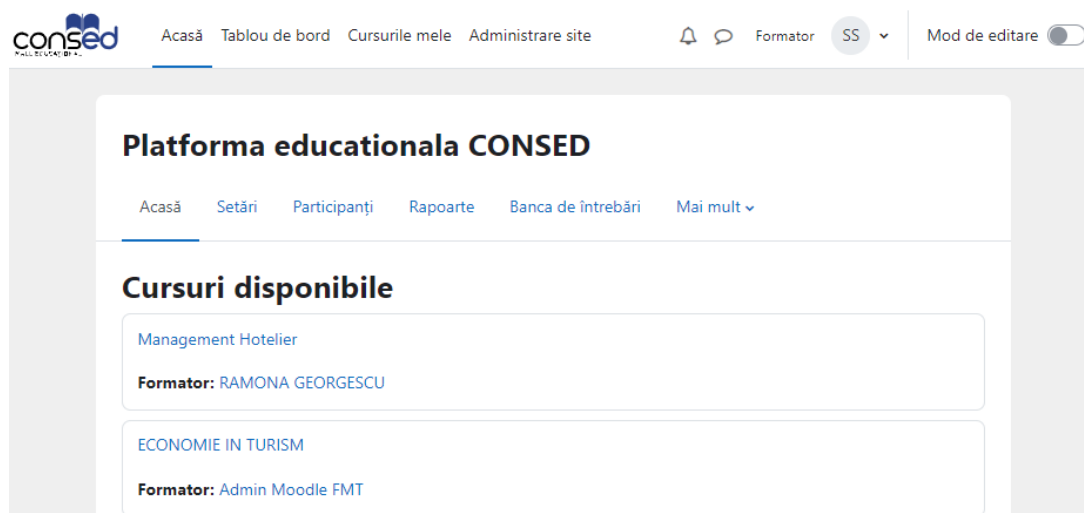 consed
MALL EDUCAȚIONAL
Acasă Tablou de bord Cursurile mele Administrare site Formator SS Mod de editare
Platforma educationala CONSED
Acasă Setări Participanți Rapoarte Banca de întrebări Mai mult
Cursuri disponibile
Management Hotelier
Formator: RAMONA GEORGESCU
ECONOMIE IN TURISM
Formator: Admin Moodle FMT